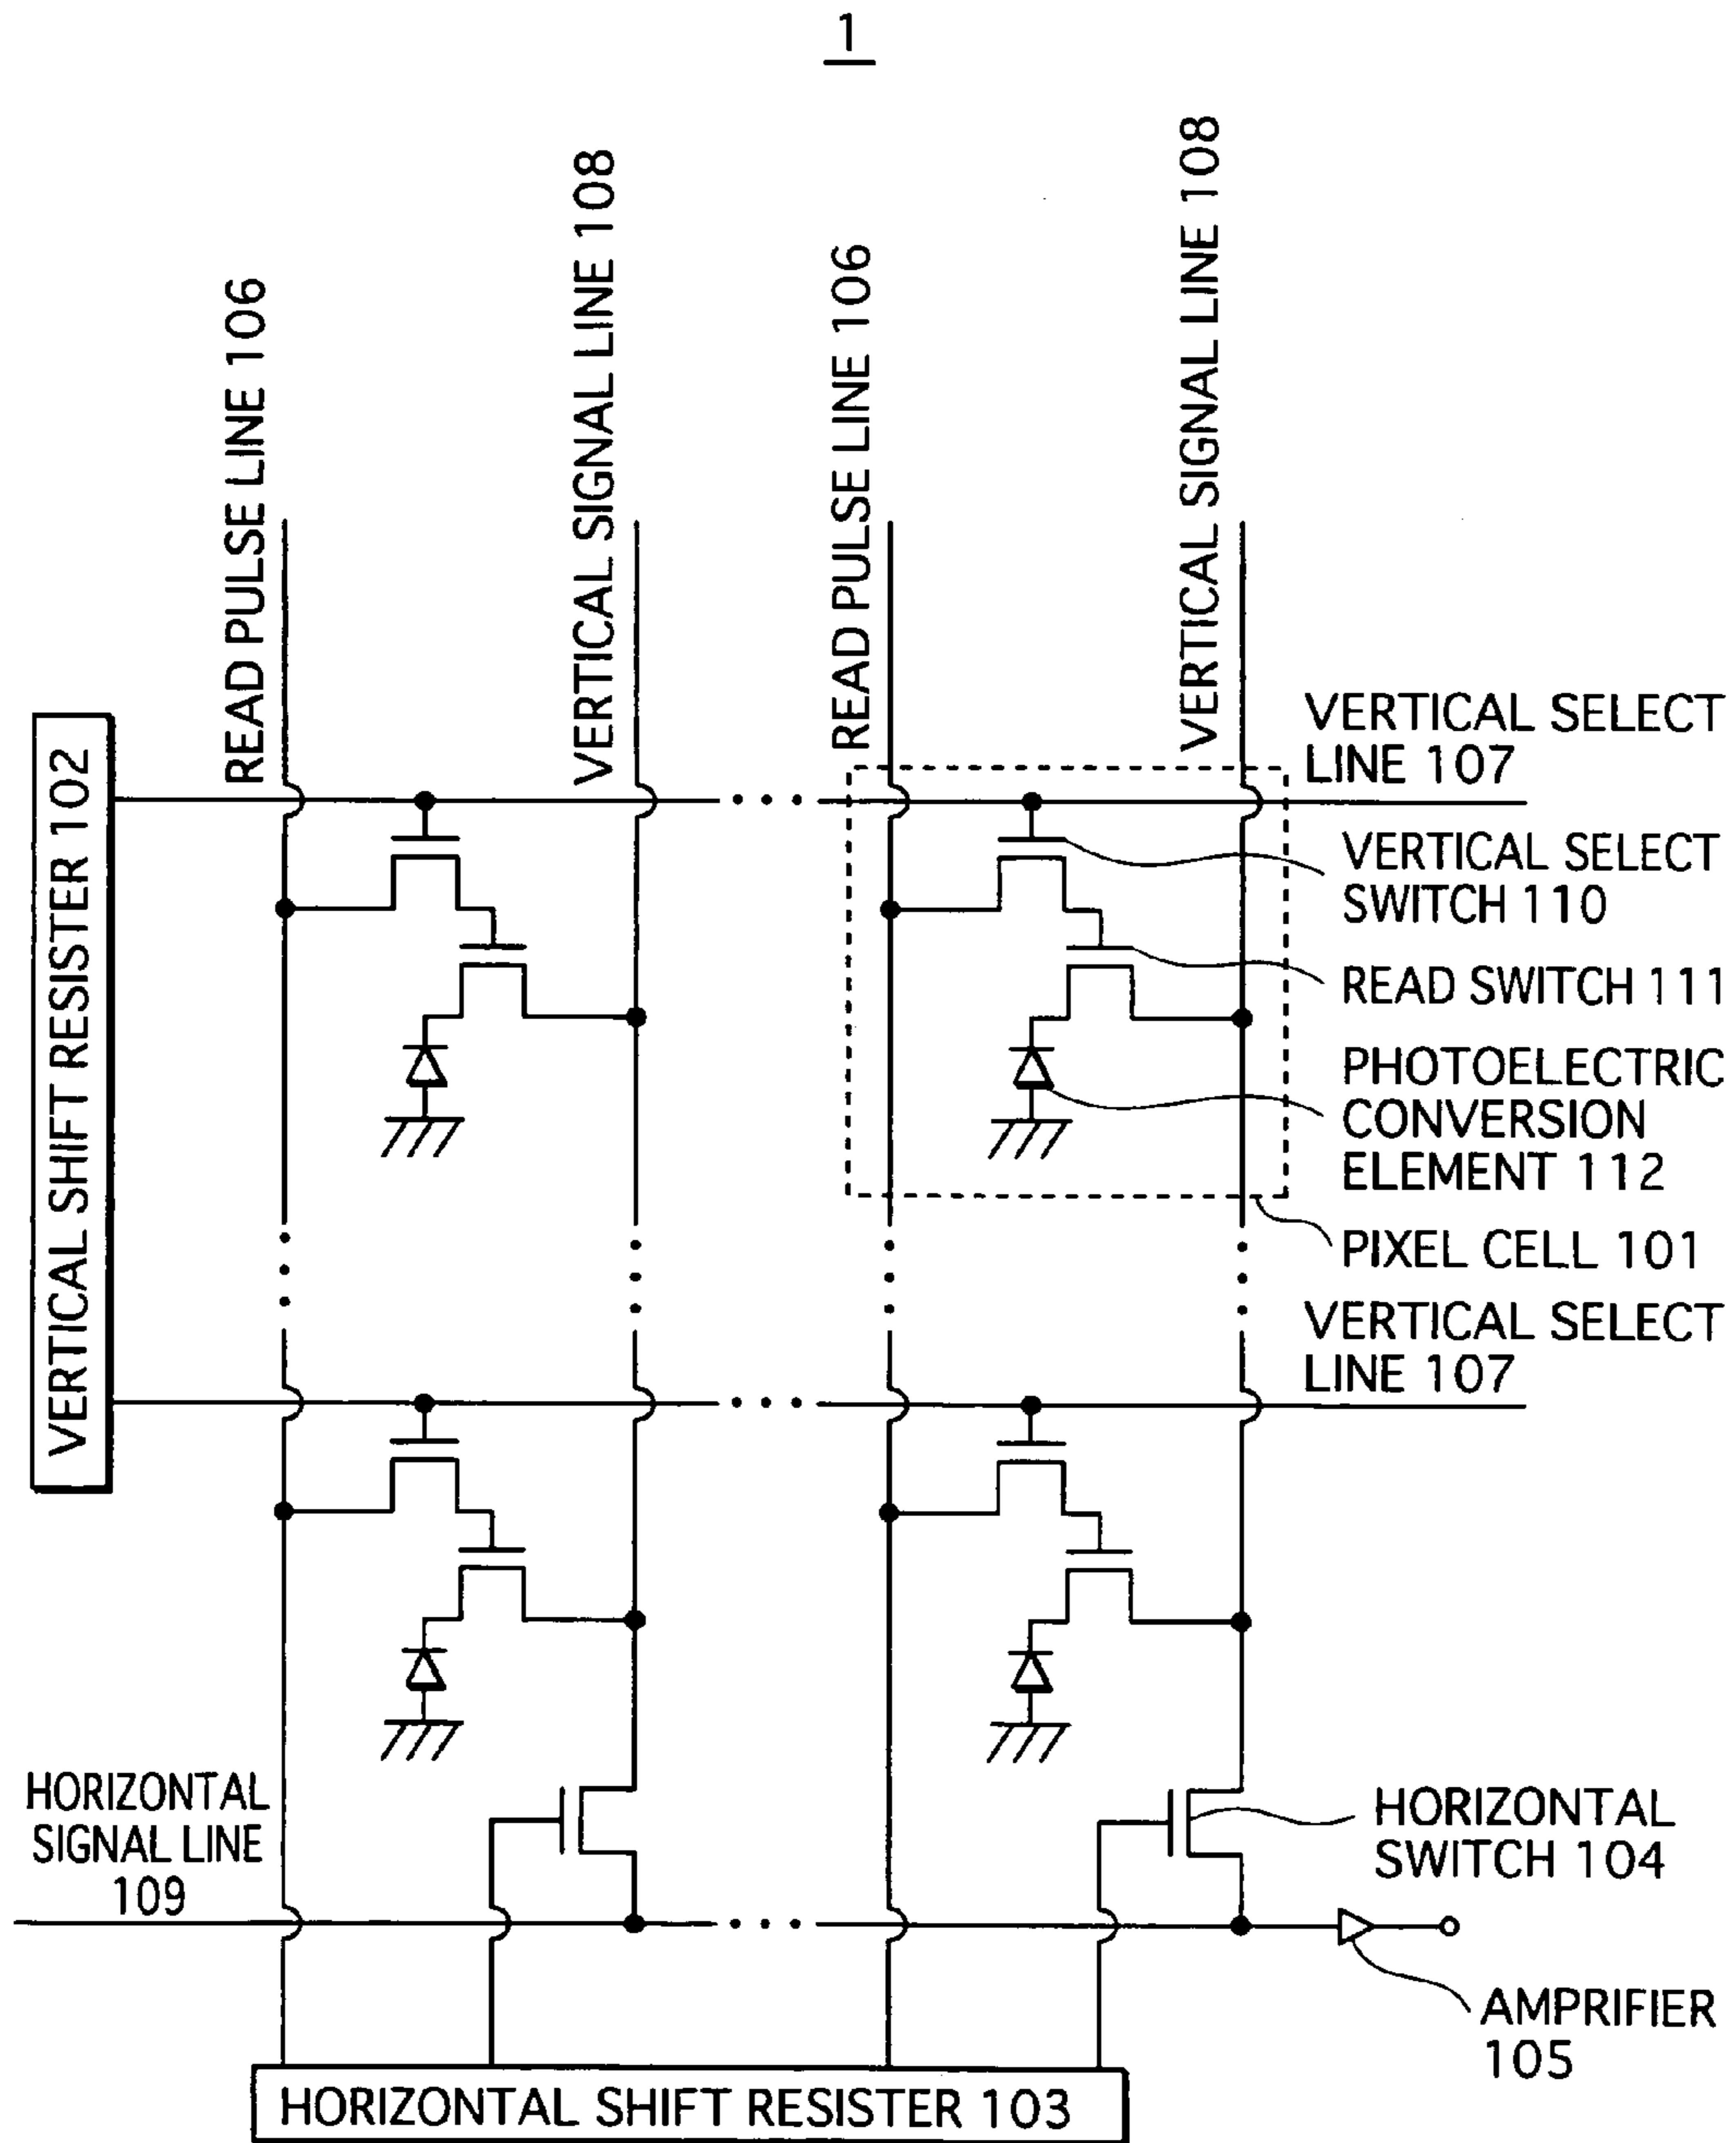 1
READ PULSE LINE 106
VERTICAL SIGNAL LINE 108
READ PULSE LINE 106
VERTICAL SIGNAL LINE 108
VERTICAL SHIFT RESISTER 102
VERTICAL SELECT
LINE 107
VERTICAL SELECT
SWITCH 110
READ SWITCH 111
PHOTOELECTRIC
CONVERSION
ELEMENT 112
PIXEL CELL 101
VERTICAL SELECT
LINE 107
HORIZONTAL
SIGNAL LINE
109
HORIZONTAL
SWITCH 104
AMPRIFIER
105
HORIZONTAL SHIFT RESISTER 103